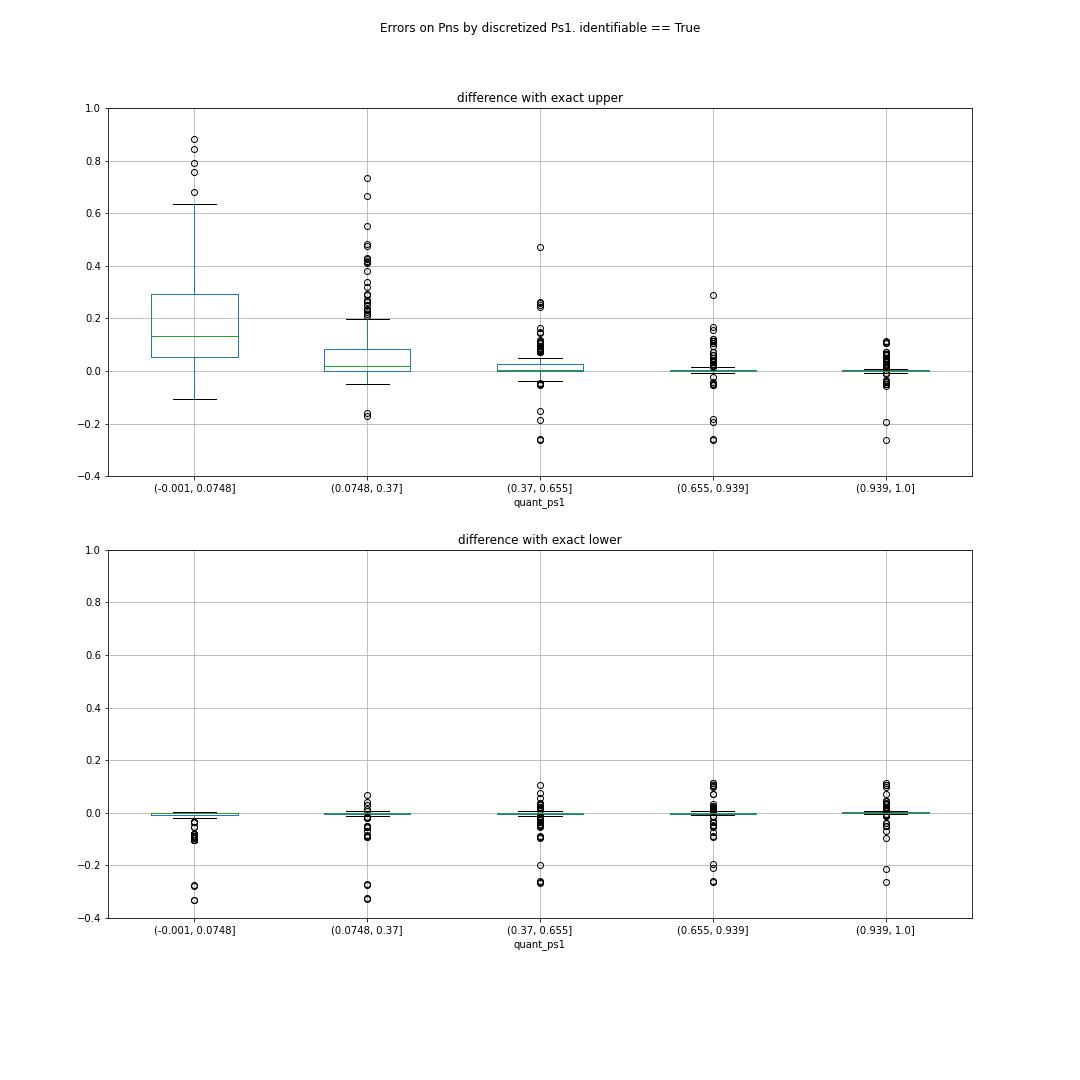 Errors on Pns by discretized Ps1. identifiable == True
difference with exact upper
1.0
0.8
0.6
0.4
0.2
0.0
−0.2
−0.4
(-0.001, 0.0748] (0.0748, 0.37] (0.37, 0.655] (0.655, 0.939] (0.939, 1.0]
quant_ps1
difference with exact lower
1.0
0.8
0.6
0.4
0.2
0.0
−0.2
−0.4
(-0.001, 0.0748] (0.0748, 0.37] (0.37, 0.655] (0.655, 0.939] (0.939, 1.0]
quant_ps1